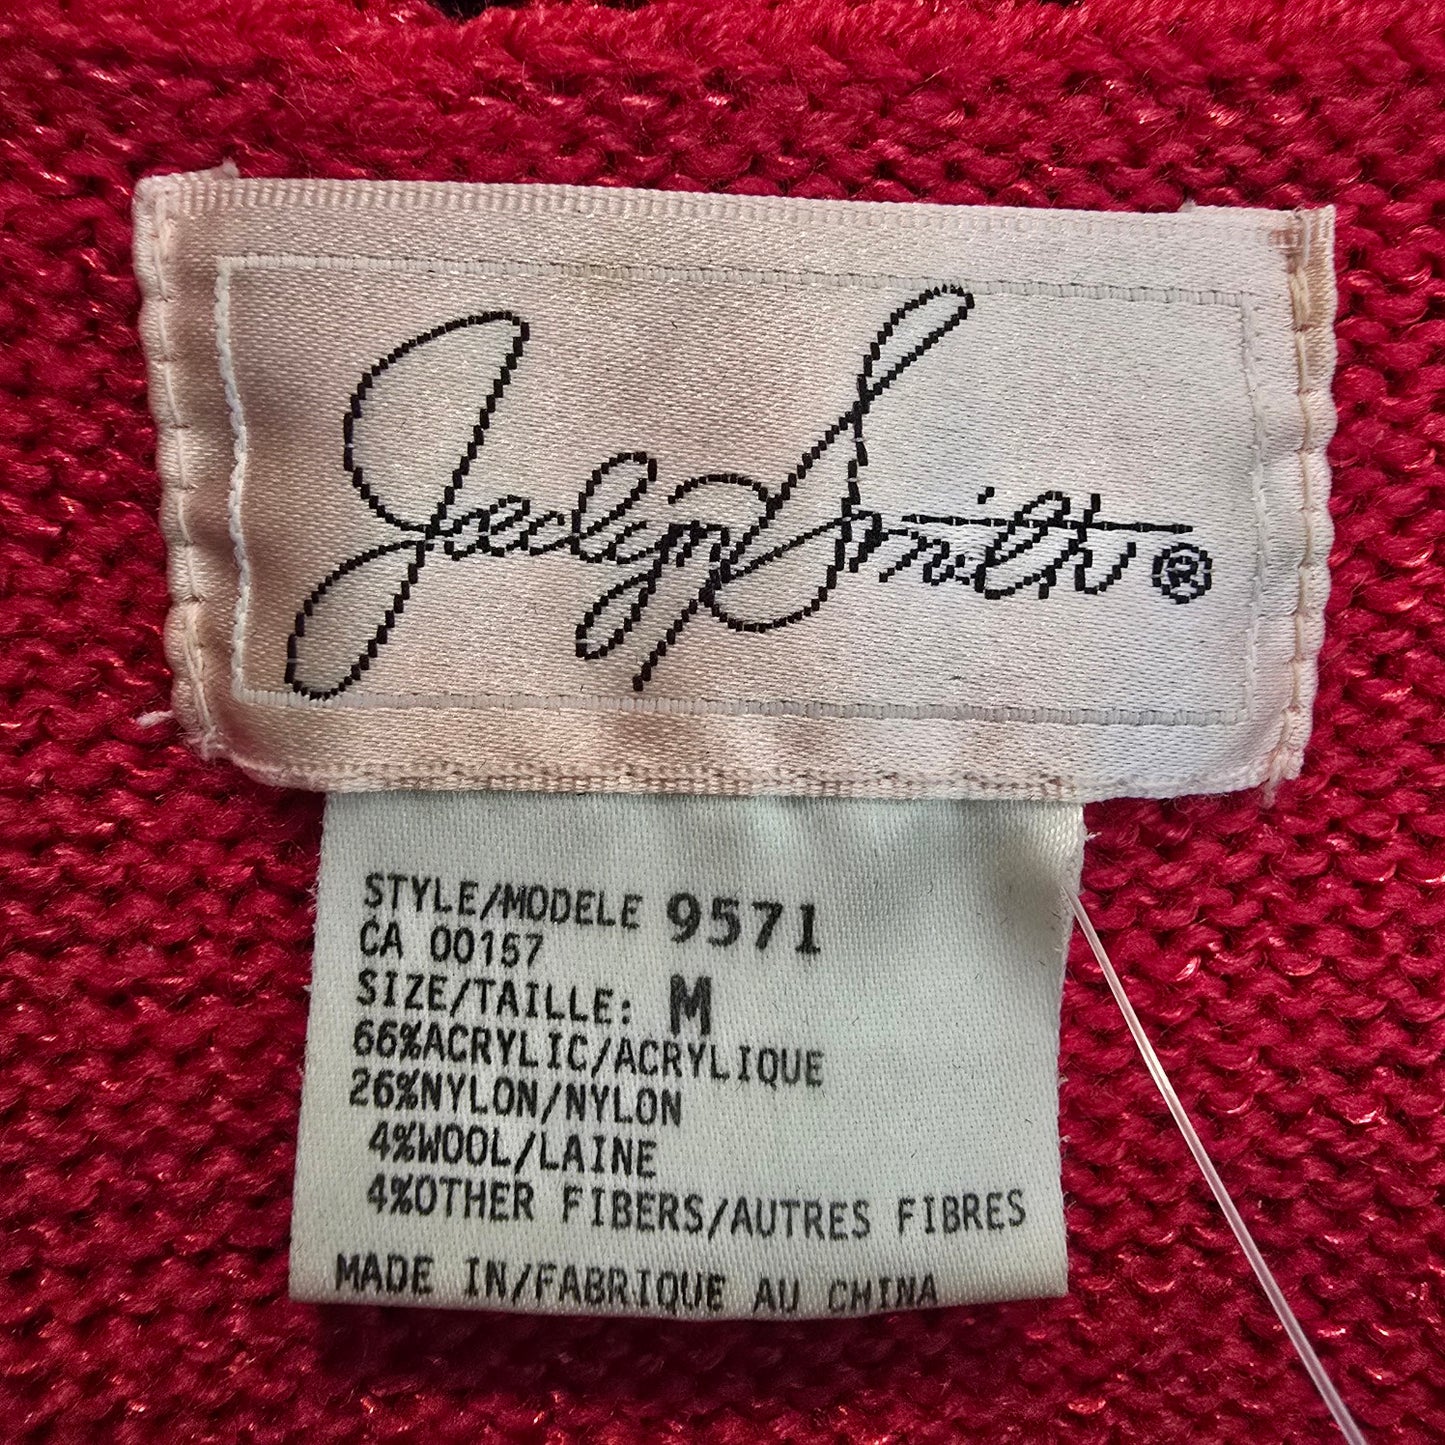 Jaclyn Smith ®
STYLE/MODELE 9571
CA 00157
SIZE/TAILLE: M
66%ACRYLIC/ACRYLIQUE
26%NYLON/NYLON
4%WOOL/LAINE
4%OTHER FIBERS/AUTRES FIBRES
MADE IN/FABRIQUE AU CHINA